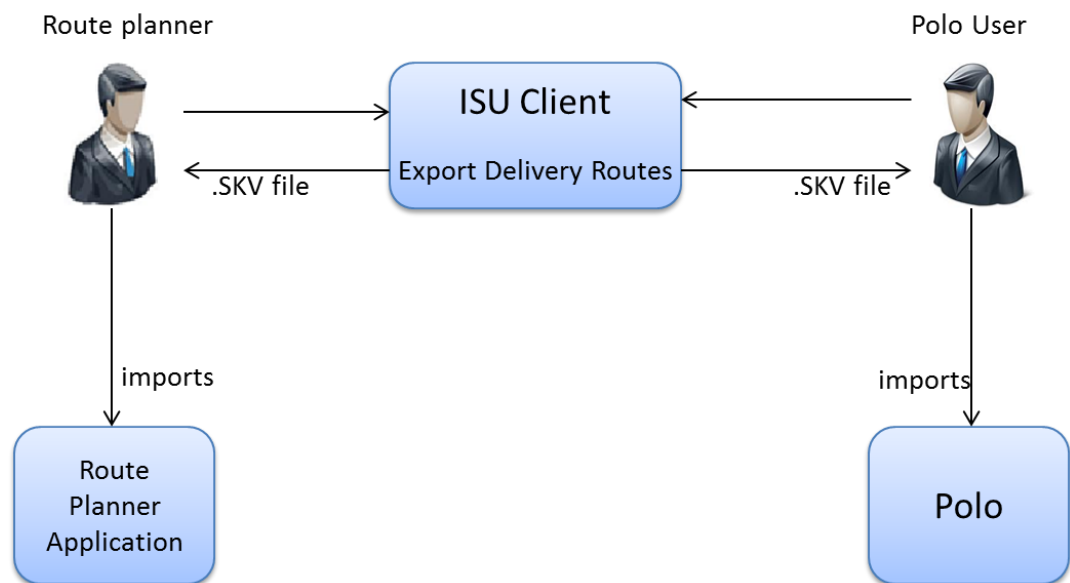 Route planner
Polo User
ISU Client
Export Delivery Routes
.SKV file
.SKV file
imports
imports
Route
Planner
Application
Polo